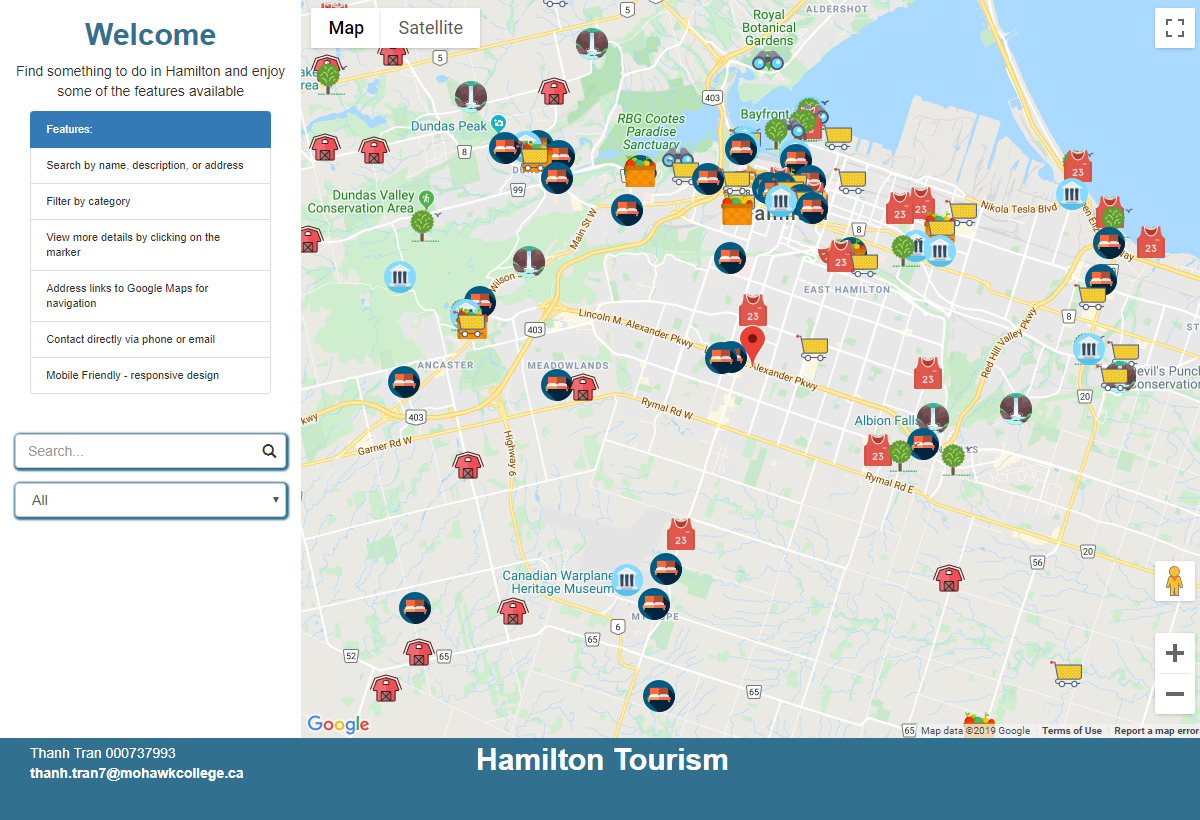 Welcome
Find something to do in Hamilton and enjoy
some of the features available
Features:
Search by name, description, or address
Filter by category
View more details by clicking on the
marker
Address links to Google Maps for
navigation
Contact directly via phone or email
Mobile Friendly - responsive design
Search...
All
Map
Satellite
5
ALDERSHOT
Royal
Botanical
Gardens
5
403
RBG Cootes
Paradise
Sanctuary
Bayfront
Dundas Peak
8
99
Dundas Valley
Conservation Area
Main St W
Nikola Tesla Blvd
23
23
23
23
23
8
EAST HAMILTON
Wilson
403
Lincoln M. Alexander Pkwy
23
Alexander Pkwy
Red Hill Valley Pkwy
8
ANCASTER
MEADOWLANDS
23
20
Devil's Punch
Conservation
403
Rymal Rd W
Garner Rd W
Highway 6
Albion Falls
23
Rymal Rd E
23
20
56
Canadian Warplane
Heritage Museum
6
65
52
65
65
65
Google
Map data ©2019 Google
Terms of Use
Report a map error
Thanh Tran 000737993
thanh.tran7@mohawkcollege.ca
Hamilton Tourism